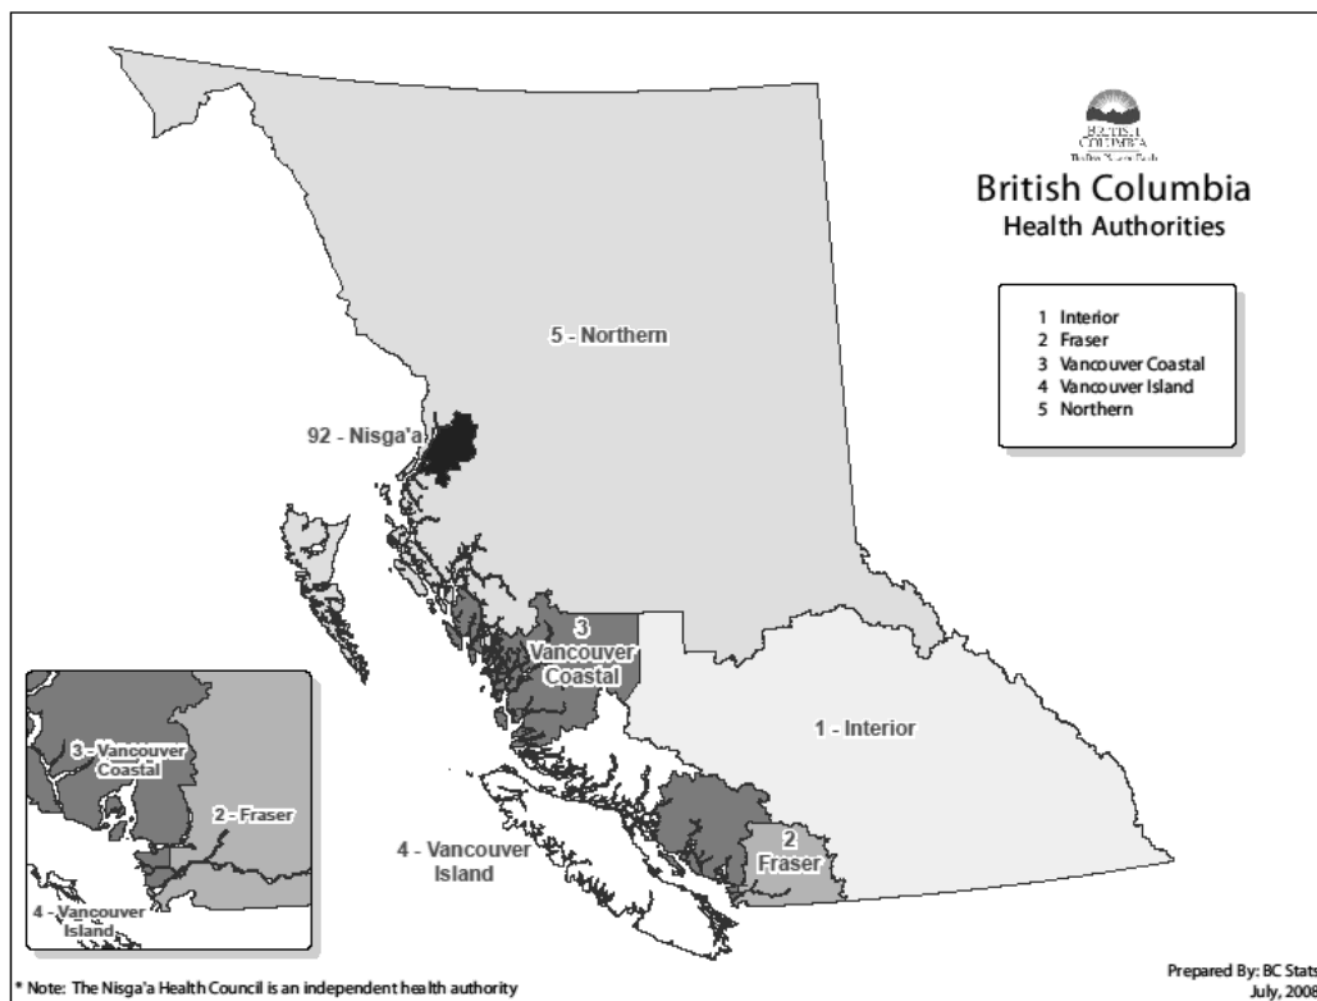 BRITISH
COLUMBIA
British Columbia
Health Authorities
1 Interior
2 Fraser
3 Vancouver Coastal
4 Vancouver Island
5 Northern
5 - Northern
92 - Nisga'a
3
Vancouver
Coastal
1 - Interior
2
Fraser
4 - Vancouver
Island
3 - Vancouver
Coastal
2 - Fraser
4 - Vancouver
Island
* Note: The Nisga'a Health Council is an independent health authority
Prepared By: BC Stats
July, 2008